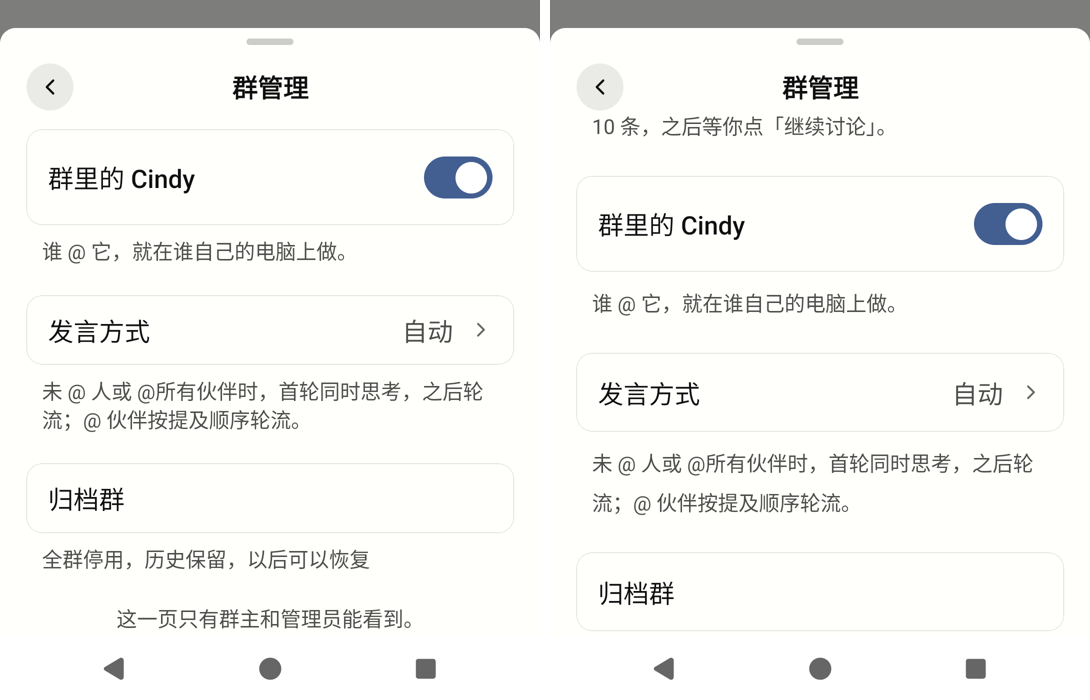 群管理
群里的 Cindy
谁 @ 它，就在谁自己的电脑上做。
发言方式 自动
未 @ 人或 @所有伙伴时，首轮同时思考，之后轮
流；@ 伙伴按提及顺序轮流。
归档群
全群停用，历史保留，以后可以恢复
这一页只有群主和管理员能看到。
群管理
10 条，之后等你点「继续讨论」。
群里的 Cindy
谁 @ 它，就在谁自己的电脑上做。
发言方式 自动
未 @ 人或 @所有伙伴时，首轮同时思考，之后轮
流；@ 伙伴按提及顺序轮流。
归档群